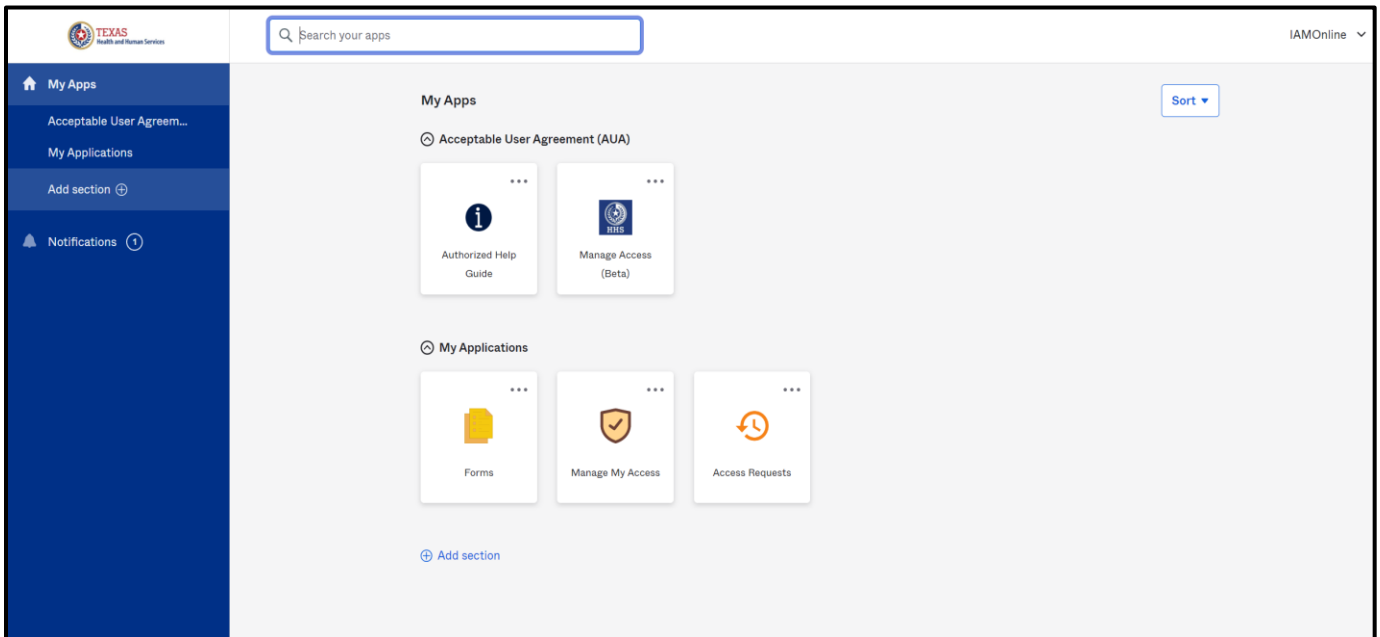 TEXAS
Health and Human Services
Search your apps
IAMOnline
My Apps
Acceptable User Agreem...
My Applications
Add section
Notifications 1
My Apps
Sort
Acceptable User Agreement (AUA)
Authorized Help
Guide
HHS
Manage Access
(Beta)
My Applications
Forms
Manage My Access
Access Requests
Add section